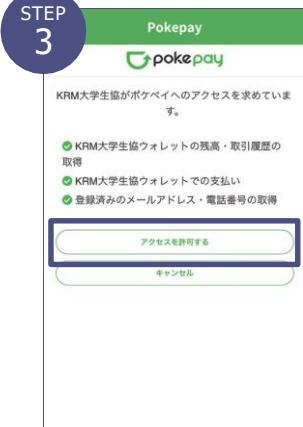 STEP
3
Pokepay
pokepay
KRM大学生協がポケペイへのアクセスを求めていま
す。
KRM大学生協ウォレットの残高・取引履歴の
取得
KRM大学生協ウォレットでの支払い
登録済みのメールアドレス・電話番号の取得
アクセスを許可する
キャンセル